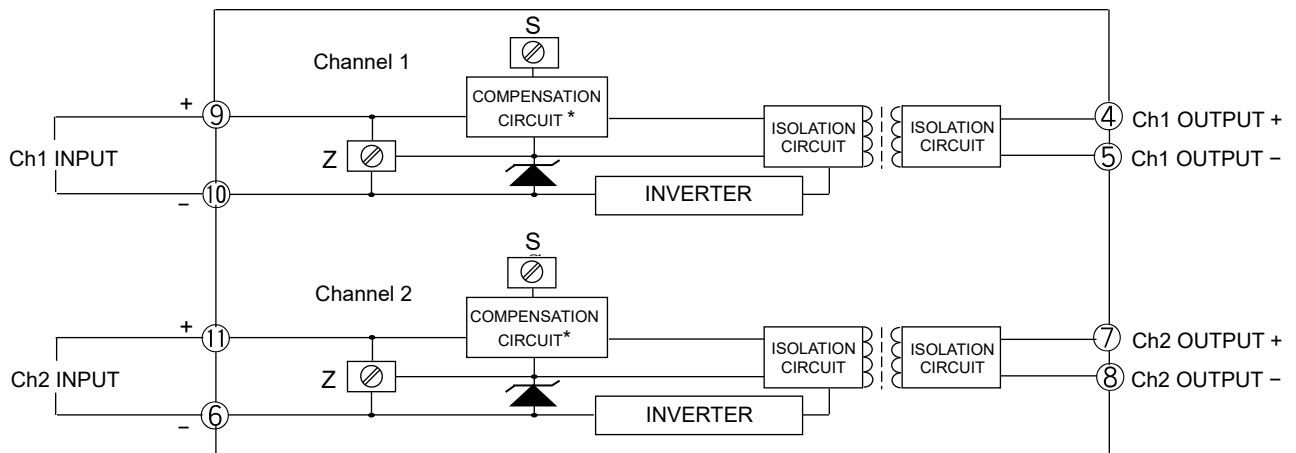 S
Channel 1
COMPENSATION
CIRCUIT *
+
9
ISOLATION
CIRCUIT
ISOLATION
CIRCUIT
4
Ch1 OUTPUT +
Ch1 INPUT
Z
5
Ch1 OUTPUT −
−
10
INVERTER
S
Channel 2
COMPENSATION
CIRCUIT*
+
11
ISOLATION
CIRCUIT
ISOLATION
CIRCUIT
7
Ch2 OUTPUT +
Ch2 INPUT
Z
8
Ch2 OUTPUT −
−
6
INVERTER